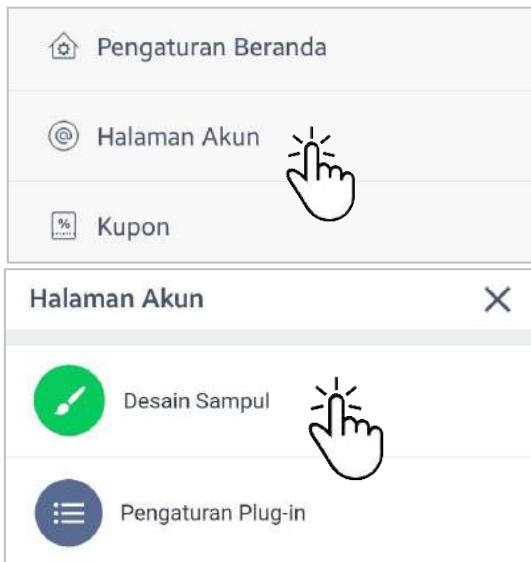 Pengaturan Beranda
Halaman Akun
%
Kupon
Halaman Akun
Desain Sampul
Pengaturan Plug-in